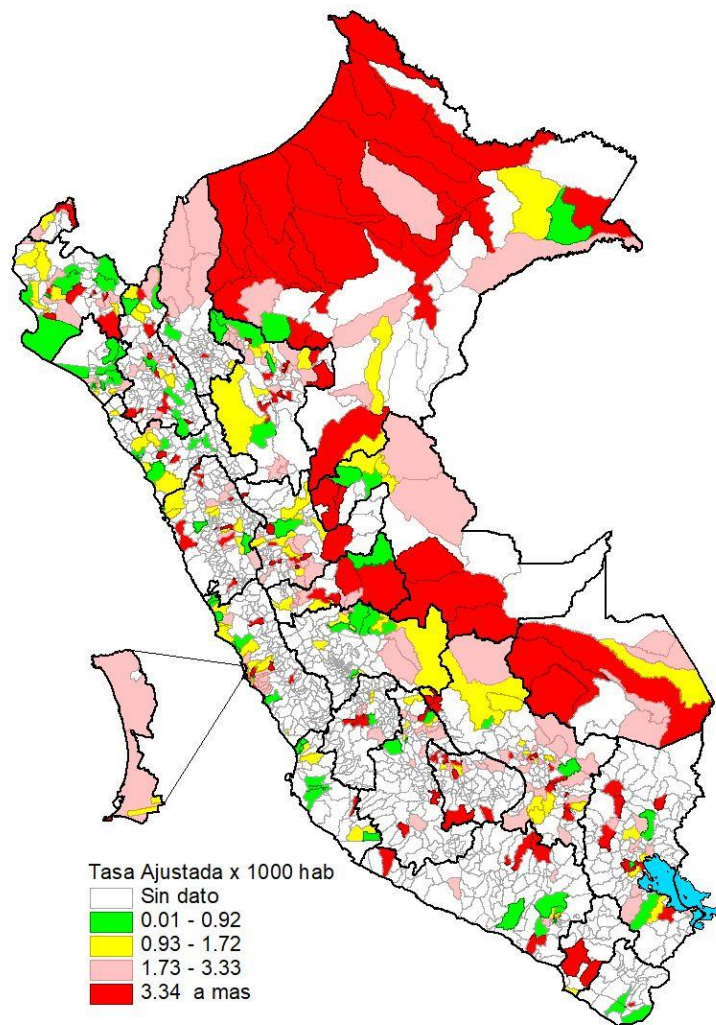 Tasa Ajustada x 1000 hab
Sin dato
0.01 - 0.92
0.93 - 1.72
1.73 - 3.33
3.34 a mas